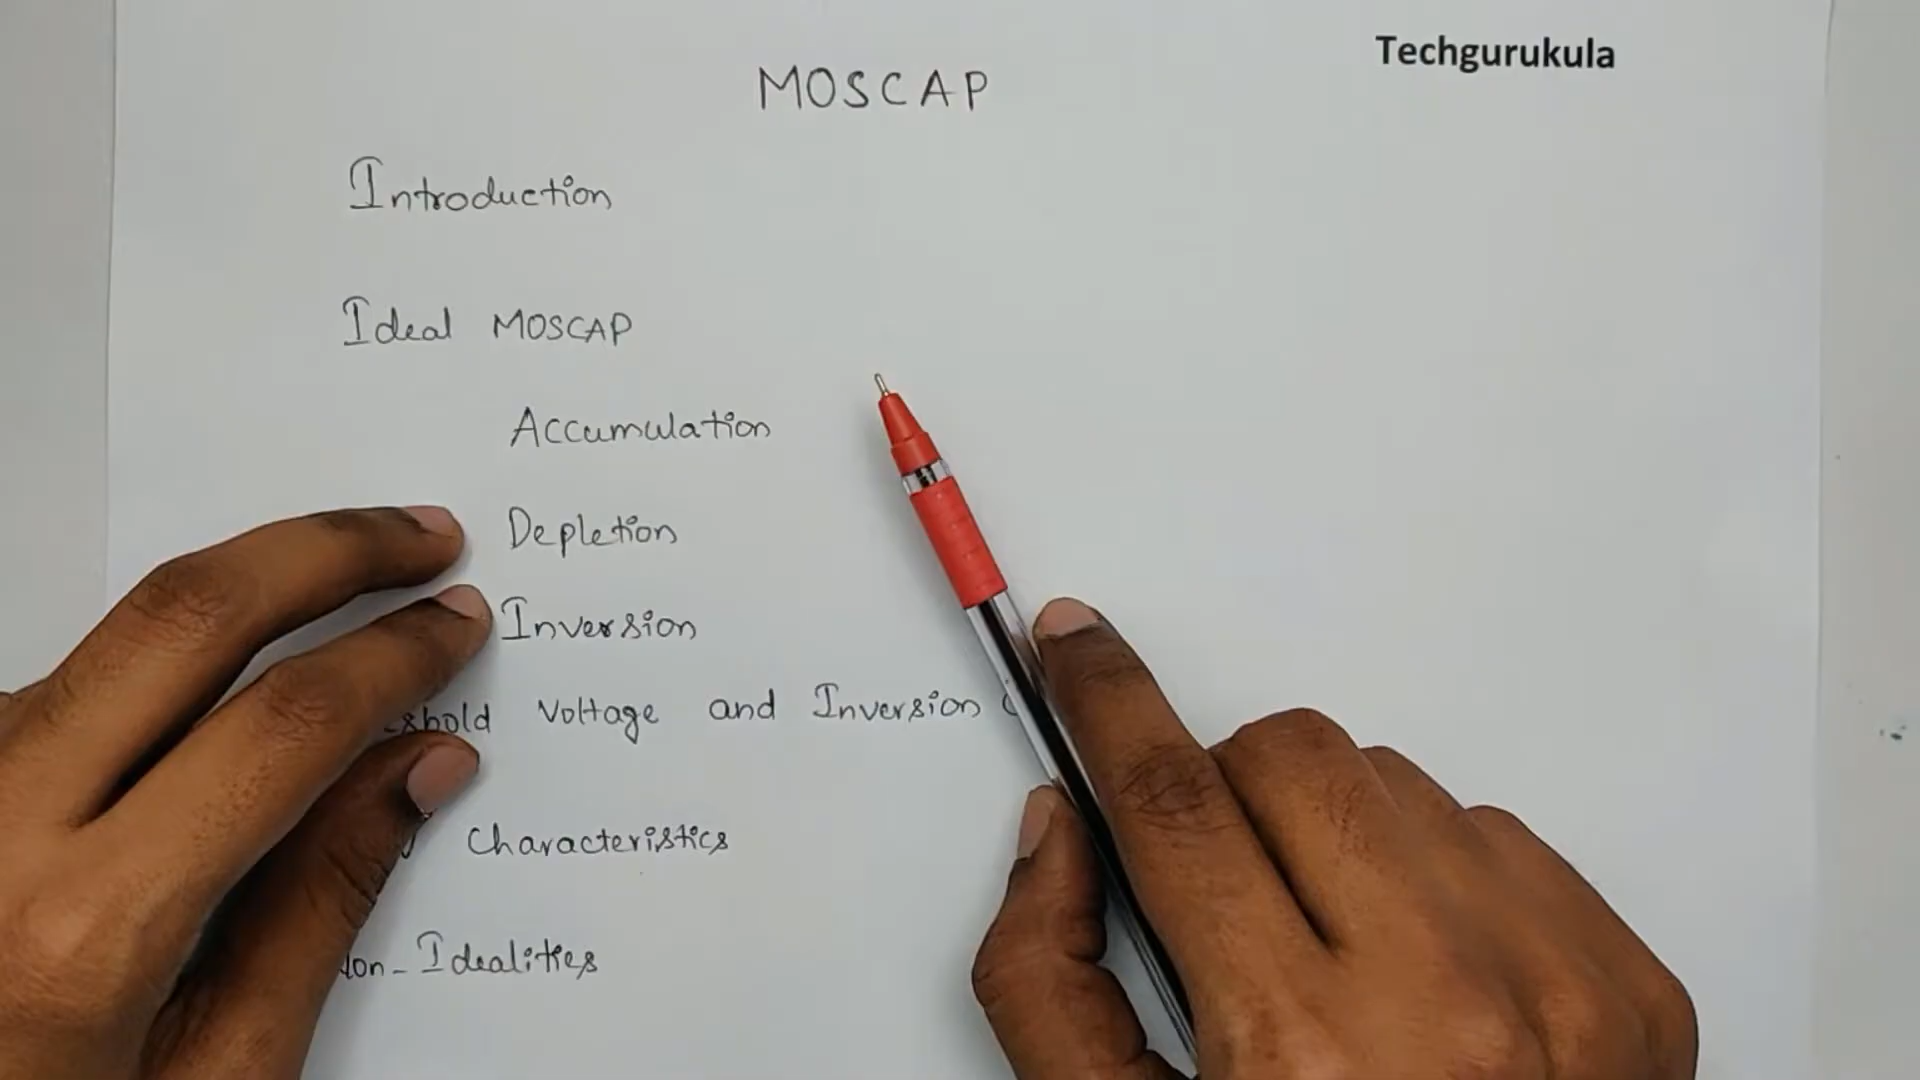 Techgurukula
MOSCAP
Introduction
Ideal MOSCAP
Accumulation
Depletion
Inversion
Voltage and Inversion
Characteristics
Idealities